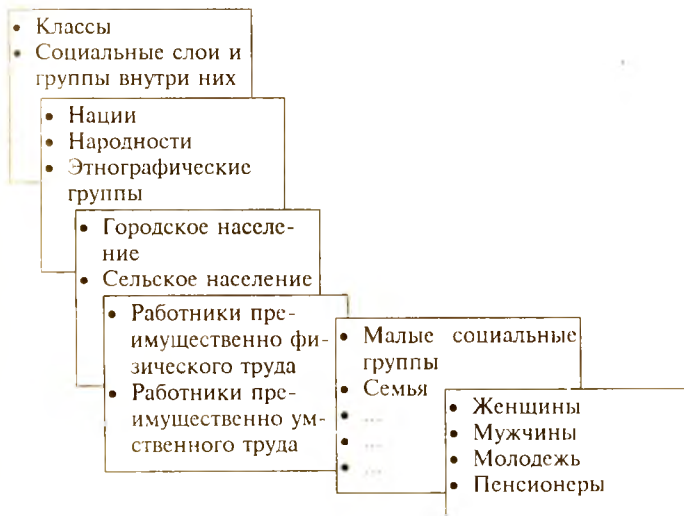 • Классы
• Социальные слои и
группы внутри них
• Нации
• Народности
• Этнографические
группы
• Городское населе-
ние
• Сельское население
• Работники пре-
имущественно фи-
зического труда
• Работники пре-
имущественно ум-
ственного труда
• Малые социальные
группы
• Семья
• ...
• ...
• ...
• Женщины
• Мужчины
• Молодежь
• Пенсионеры